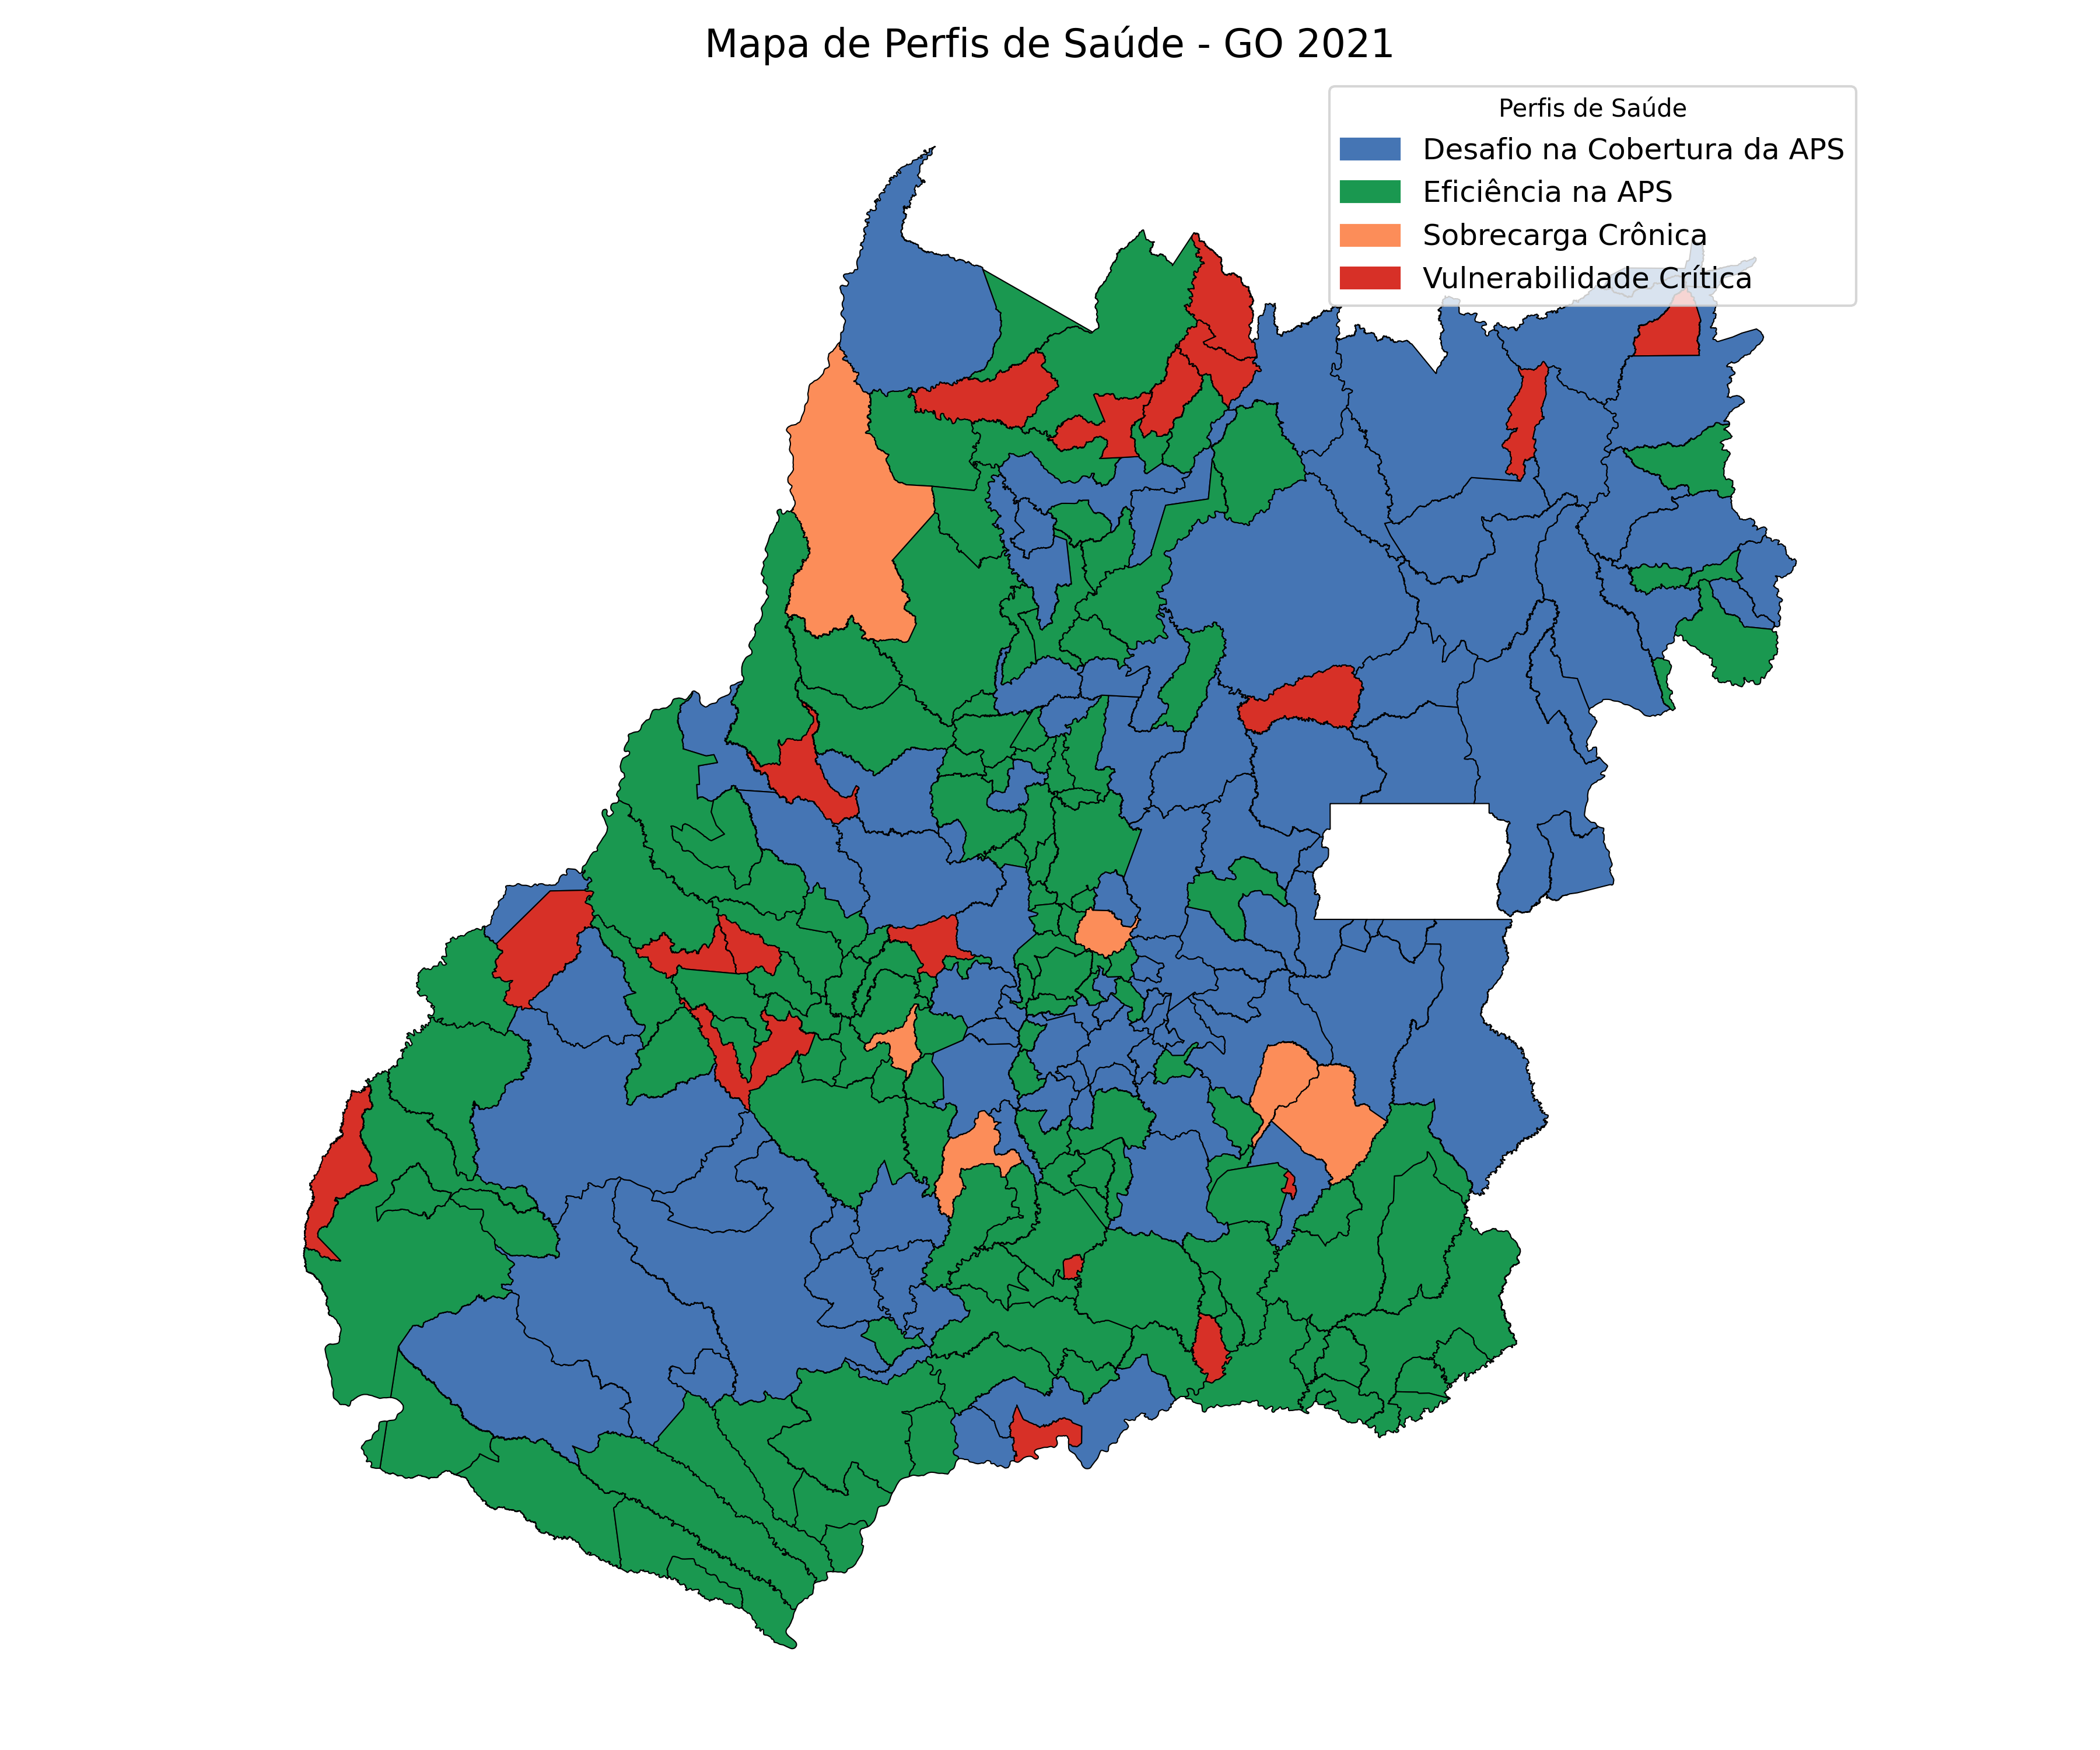 Mapa de Perfis de Saúde - GO 2021
Perfis de Saúde
Desafio na Cobertura da APS
Eficiência na APS
Sobrecarga Crônica
Vulnerabilidade Crítica